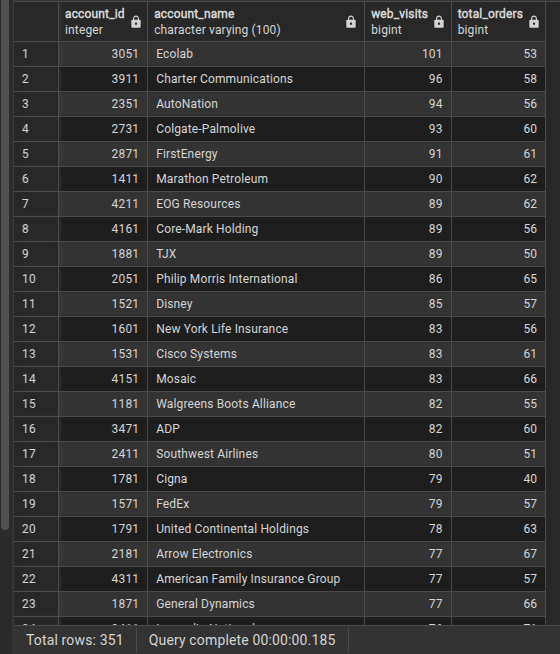 account_id account_name web_visits total_orders
integer character varying (100) bigint bigint
1 3051 Ecolab 101 53
2 3911 Charter Communications 96 58
3 2351 AutoNation 94 56
4 2731 Colgate-Palmolive 93 60
5 2871 FirstEnergy 91 61
6 1411 Marathon Petroleum 90 62
7 4211 EOG Resources 89 62
8 4161 Core-Mark Holding 89 56
9 1881 TJX 89 50
10 2051 Philip Morris International 86 65
11 1521 Disney 85 57
12 1601 New York Life Insurance 83 56
13 1531 Cisco Systems 83 61
14 4151 Mosaic 83 66
15 1181 Walgreens Boots Alliance 82 55
16 3471 ADP 82 60
17 2411 Southwest Airlines 80 51
18 1781 Cigna 79 40
19 1571 FedEx 79 57
20 1791 United Continental Holdings 78 63
21 2181 Arrow Electronics 77 67
22 4311 American Family Insurance Group 77 57
23 1871 General Dynamics 77 66
Total rows: 351 Query complete 00:00:00.185